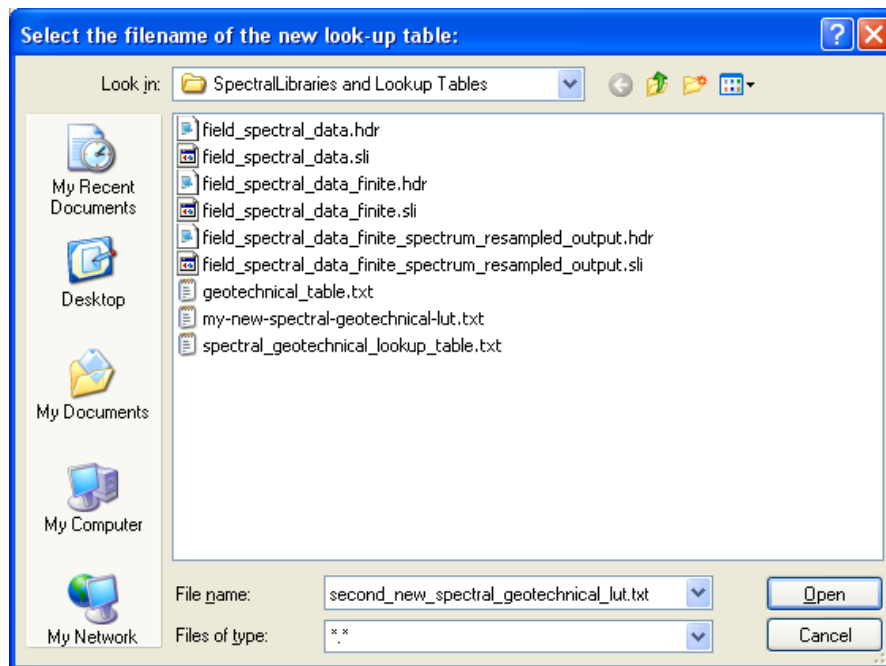 Select the filename of the new look-up table:
Look in: SpectralLibraries and Lookup Tables
My Recent
Documents
Desktop
My Documents
My Computer
My Network
field_spectral_data.hdr
field_spectral_data.sli
field_spectral_data_finite.hdr
field_spectral_data_finite.sli
field_spectral_data_finite_spectrum_resampled_output.hdr
field_spectral_data_finite_spectrum_resampled_output.sli
geotechnical_table.txt
my-new-spectral-geotechnical-lut.txt
spectral_geotechnical_lookup_table.txt
File name: second_new_spectral_geotechnical_lut.txt Open
Files of type: *.* Cancel